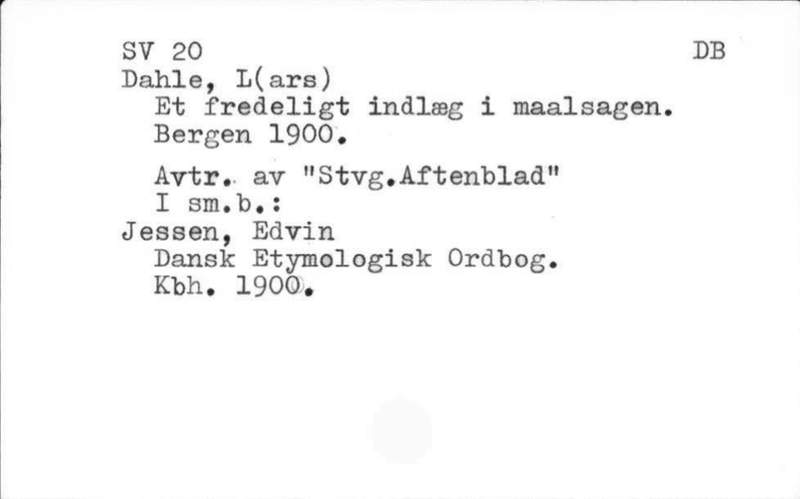 SV 20 DB
Dahle, L(ars)
Et fredeligt indlæg i maalsagen.
Bergen 1900.
Avtr. av "Stvg.Aftenblad"
I sm.b.:
Jessen, Edvin
Dansk Etymologisk Ordbog.
Kbh. 1900.